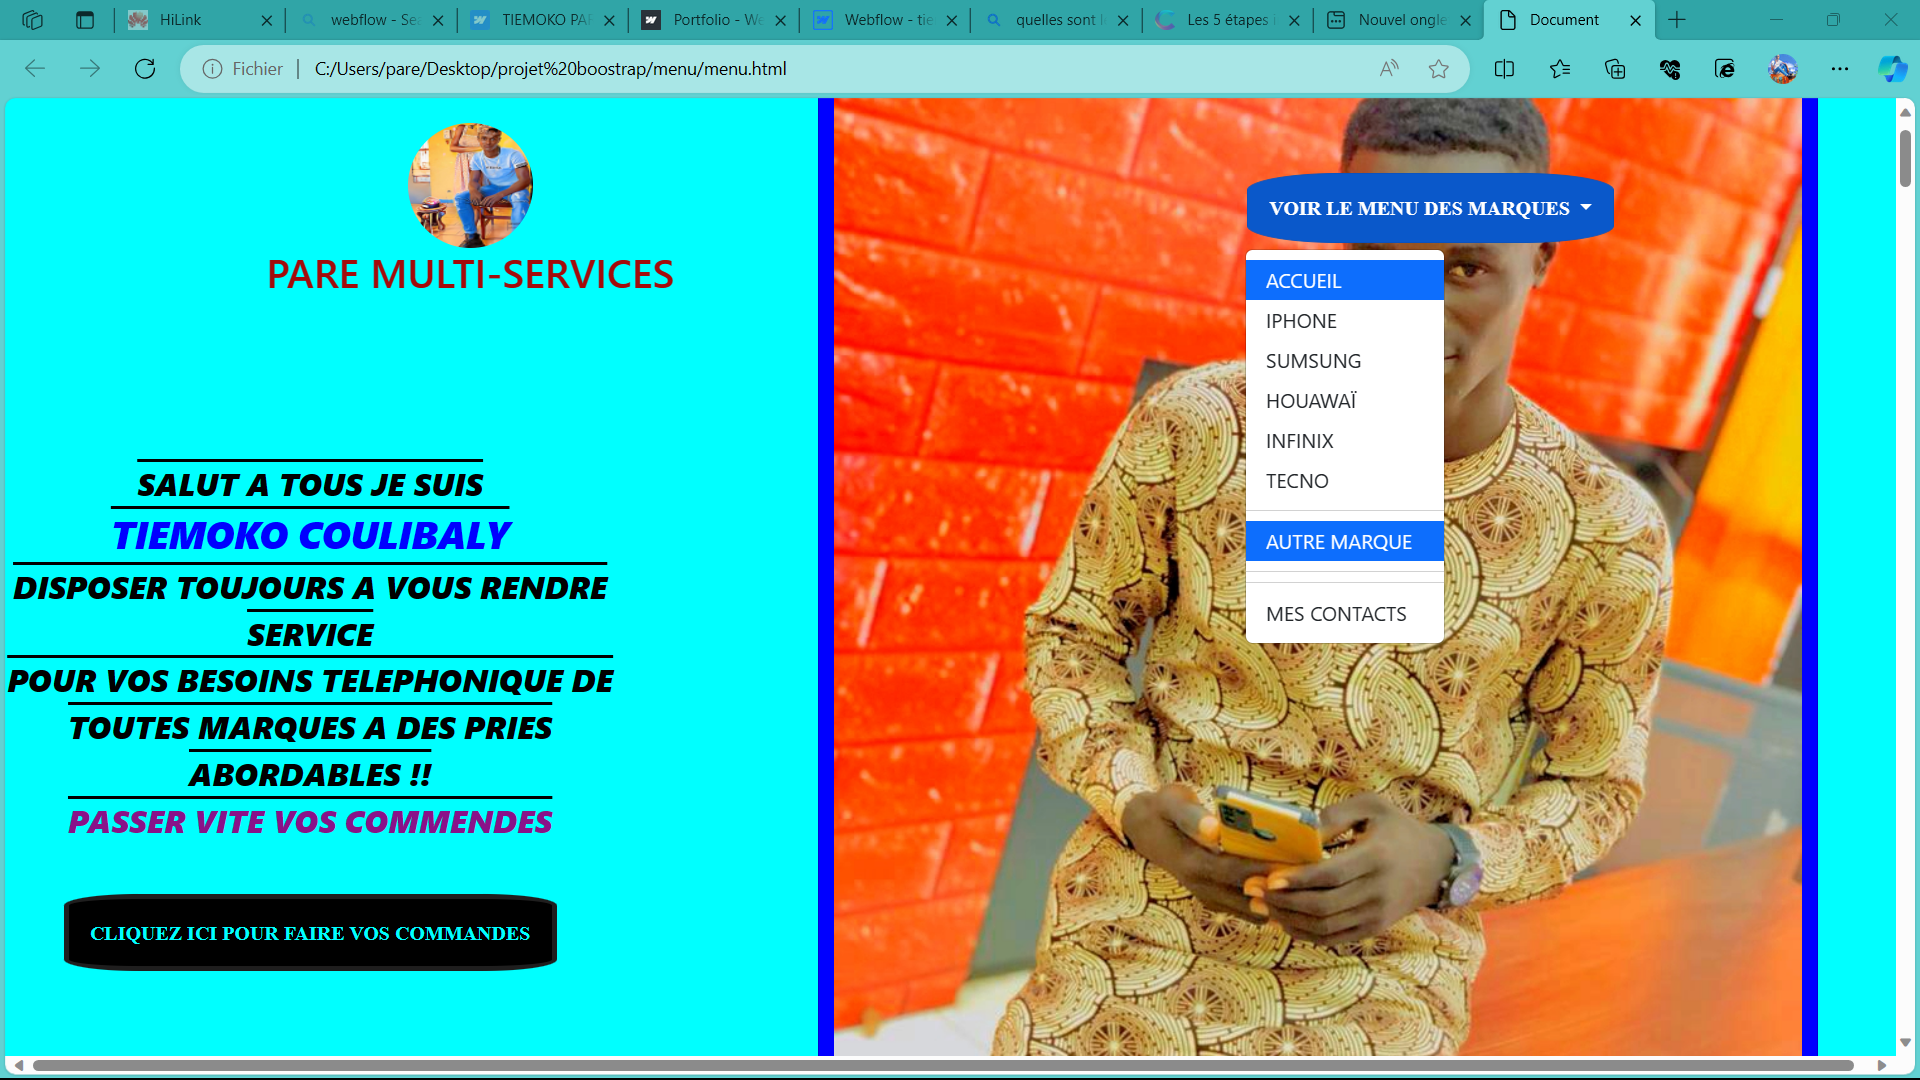 HiLink
webflow - Sea
TIEMOKO PAR
Portfolio - We
Webflow - tie
quelles sont l
Les 5 étapes i
Nouvel ongle
Document
Fichier
C:/Users/pare/Desktop/projet%20boostrap/menu/menu.html
PARE MULTI-SERVICES
SALUT A TOUS JE SUIS
TIEMOKO COULIBALY
DISPOSER TOUJOURS A VOUS RENDRE
SERVICE
POUR VOS BESOINS TELEPHONIQUE DE
TOUTES MARQUES A DES PRIES
ABORDABLES !!
PASSER VITE VOS COMMENDES
CLIQUEZ ICI POUR FAIRE VOS COMMANDES
VOIR LE MENU DES MARQUES
ACCUEIL
IPHONE
SUMSUNG
HOUAWAÏ
INFINIX
TECNO
AUTRE MARQUE
MES CONTACTS